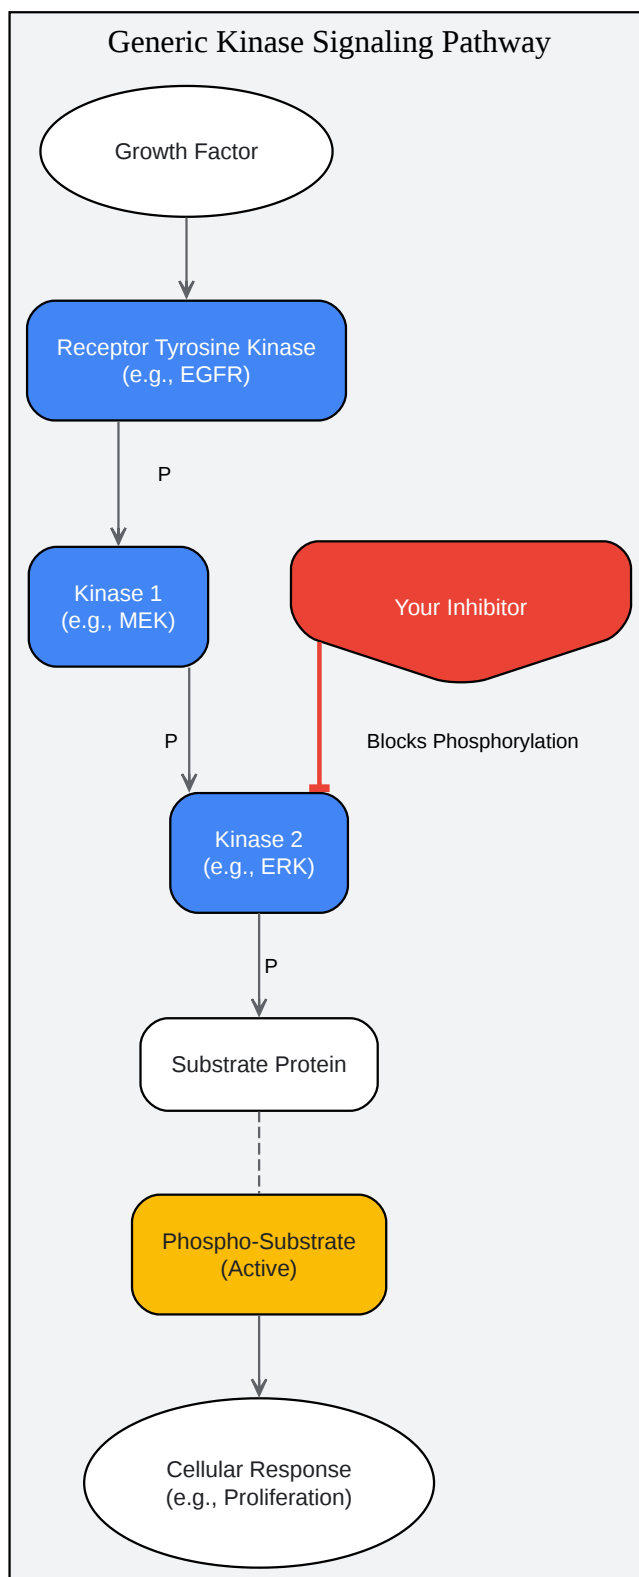 Generic Kinase Signaling Pathway
Growth Factor
Receptor Tyrosine Kinase
(e.g., EGFR)
P
Kinase 1
(e.g., MEK)
Your Inhibitor
P
Blocks Phosphorylation
Kinase 2
(e.g., ERK)
P
Substrate Protein
Phospho-Substrate
(Active)
Cellular Response
(e.g., Proliferation)